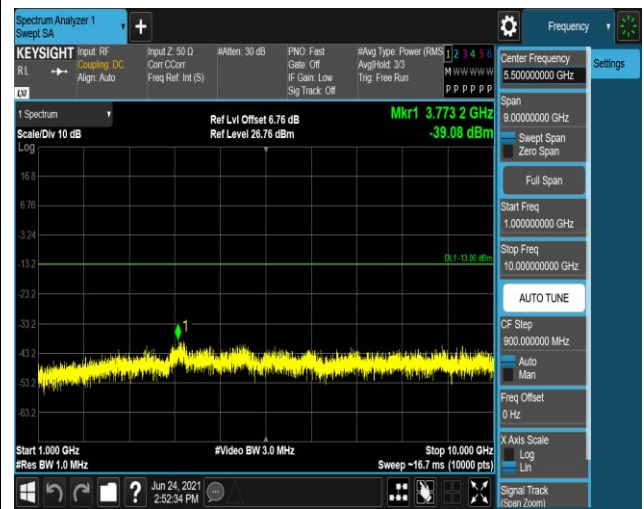 Spectrum Analyzer 1
Swept SA
Frequency
KEYSIGHT
RL
LXI
Input: RF
Coupling: DC
Align: Auto
Input Z: 50 Ω
Corr CCorr
Freq Ref: Int (S)
#Atten: 30 dB
PNO: Fast
Gate: Off
IF Gain: Low
Sig Track: Off
#Avg Type: Power (RMS
Avg|Hold: 3/3
Trig: Free Run
1 2 3 4 5 6
M W W W W W
P P P P P P
Center Frequency
5.500000000 GHz
Settings
Span
9.00000000 GHz
Swept Span
Zero Span
Full Span
Start Freq
1.000000000 GHz
Stop Freq
10.000000000 GHz
AUTO TUNE
CF Step
900.000000 MHz
Auto
Man
Freq Offset
0 Hz
X Axis Scale
Log
Lin
Signal Track
(Span Zoom)
1 Spectrum
Scale/Div 10 dB
Log
Ref Lvl Offset 6.76 dB
Ref Level 26.76 dBm
Mkr1 3.773 2 GHz
-39.08 dBm
16.8
6.76
-3.24
-13.2
DL1 -13.00 dBm
-23.2
-33.2
1
-43.2
-53.2
-63.2
Start 1.000 GHz
#Res BW 1.0 MHz
#Video BW 3.0 MHz
Stop 10.000 GHz
Sweep ~16.7 ms (10000 pts)
?
Jun 24, 2021
2:52:34 PM